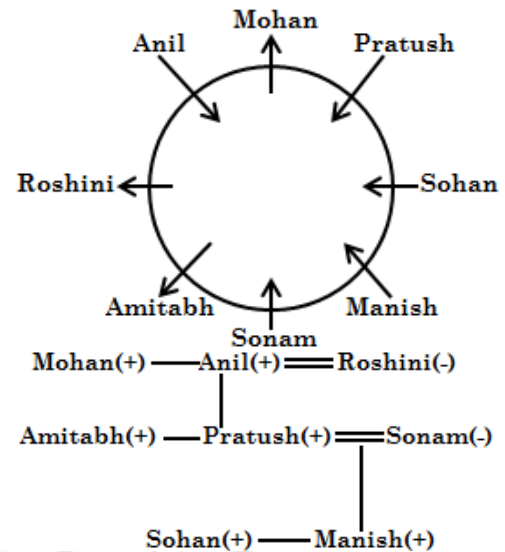 Mohan
Anil Pratush
Roshini Sohan
Amitabh Manish
Sonam
Mohan(+) Anil(+) Roshini(-)
Amitabh(+) Pratush(+) Sonam(-)
Sohan(+) Manish(+)